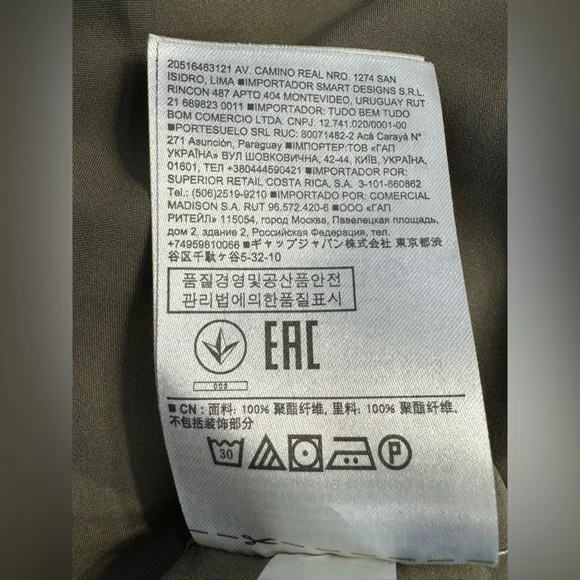 20516463121 AV. CAMINO REAL NRO. 1274 SAN
ISIDRO, LIMA ■IMPORTADOR SMART DESIGNS S.R.L.
RINCON 487 APTO.404 MONTEVIDEO, URUGUAY RUT
21 689823 0011 ■IMPORTADOR: TUDO BEM TUDO
BOM COMERCIO LTDA. CNPJ. 12.741.020/0001-00
■PORTESUELO SRL RUC: 80071482-2 Acá Carayá N°
271 Asunción, Paraguay ■ІМПОРТЕР:ТОВ «ГАП
УКРАЇНА» ВУЛ ШОВКОВИЧНА, 42-44, КИЇВ, УКРАЇНА,
01601, ТЕЛ +380444590421 ■IMPORTADOR POR:
SUPERIOR RETAIL COSTA RICA, S.A. 3-101-660862
Tel.: (506)2519-9210 ■IMPORTADO POR: COMERCIAL
MADISON S.A. RUT 96.572.420-6 ■ООО «ГАП
РИТЕЙЛ» 115054, город Москва, Павелецкая площадь,
дом 2, здание 2, Российская Федерация, тел.
+74959810066 ■ギャップジャパン株式会社 東京都渋
谷区千駄ケ谷5-32-10
품질경영및공산품안전
관리법에의한품질표시
EAC
003
■ CN : 面料: 100% 聚酯纤维, 里料: 100% 聚酯纤维,
不包括装饰部分
30
P